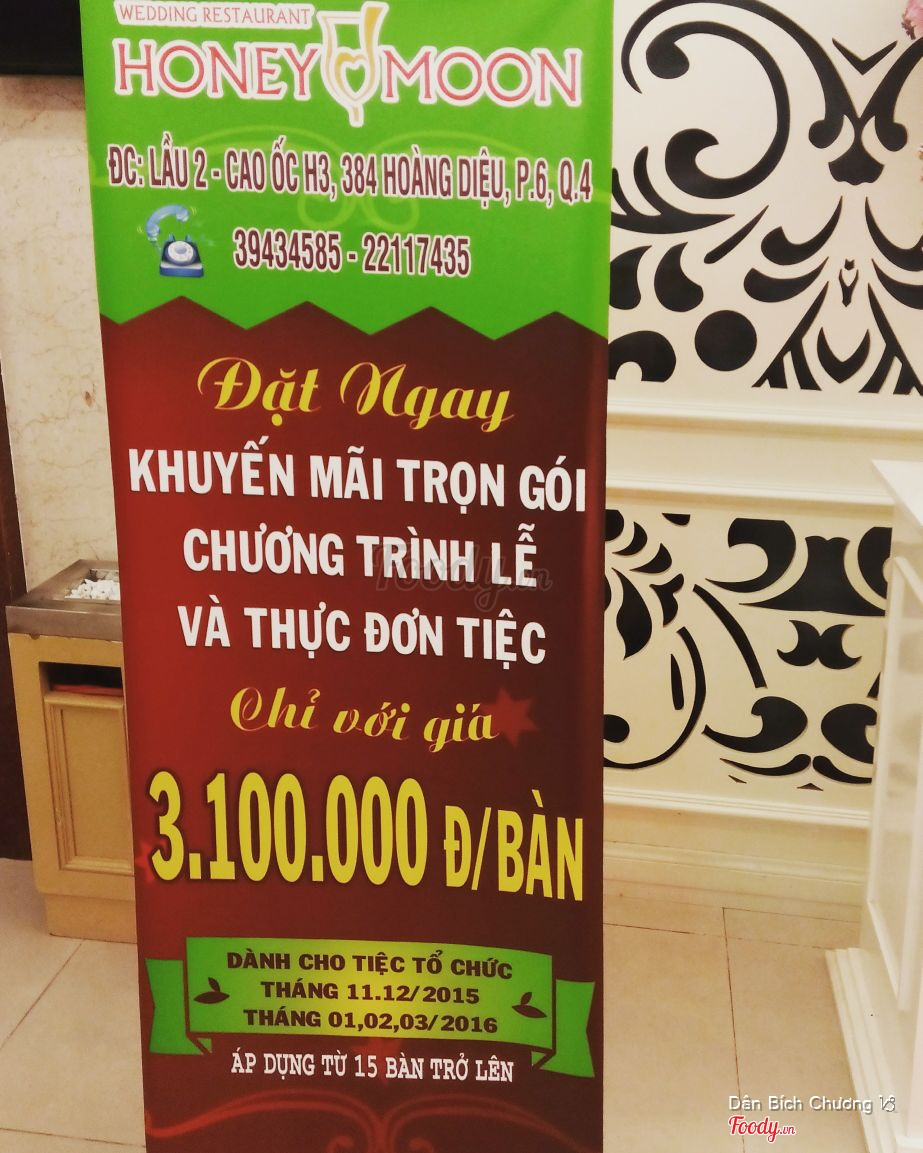 WEDDING RESTAURANT
HONEY MOON
ĐC: LẦU 2 - CAO ỐC H3, 384 HOÀNG DIỆU, P.6, Q.4
39434585 - 22117435
Đặt Ngay
KHUYẾN MÃI TRỌN GÓI
CHƯƠNG TRÌNH LỄ
VÀ THỰC ĐƠN TIỆC
Foody.vn
Chỉ với giá
3.100.000 Đ/BÀN
DÀNH CHO TIỆC TỔ CHỨC
THÁNG 11.12/2015
THÁNG 01,02,03/2016
ÁP DỤNG TỪ 15 BÀN TRỞ LÊN
Dân Bích Chương
Foody.vn